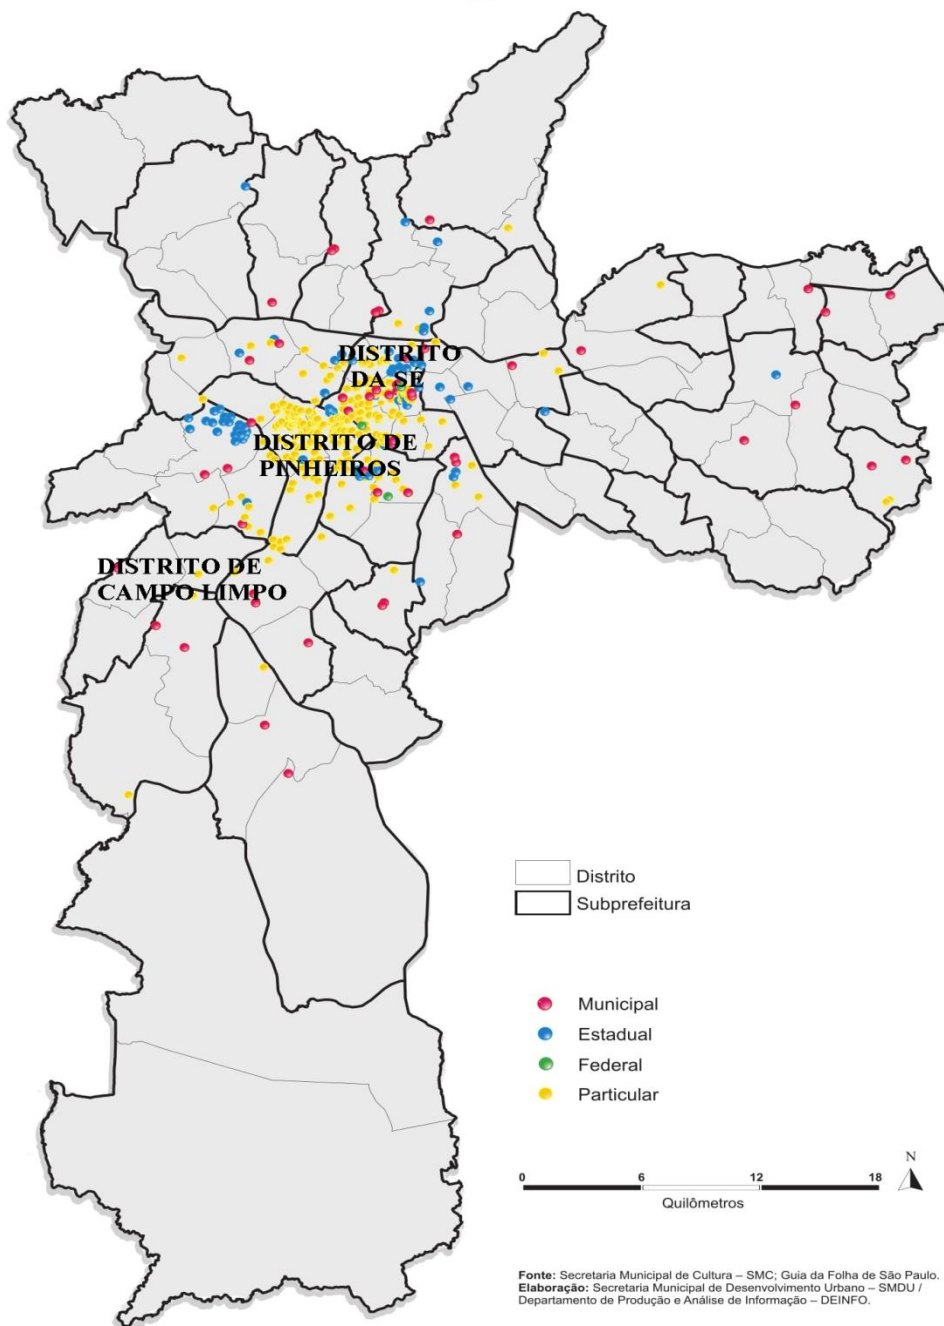 DISTRITO
DA SÉ
DISTRITO DE
PINHEIROS
DISTRITO DE
CAMPO LIMPO
Distrito
Subprefeitura
Municipal
Estadual
Federal
Particular
N
0 6 12 18
Quilômetros
Fonte: Secretaria Municipal de Cultura – SMC; Guia da Folha de São Paulo.
Elaboração: Secretaria Municipal de Desenvolvimento Urbano – SMDU /
Departamento de Produção e Análise de Informação – DEINFO.